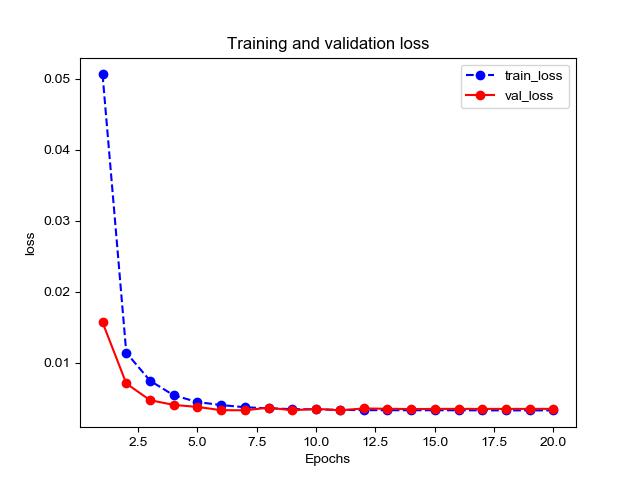 Training and validation loss
train_loss
val_loss
0.05
0.04
0.03
0.02
0.01
loss
2.5 5.0 7.5 10.0 12.5 15.0 17.5 20.0
Epochs